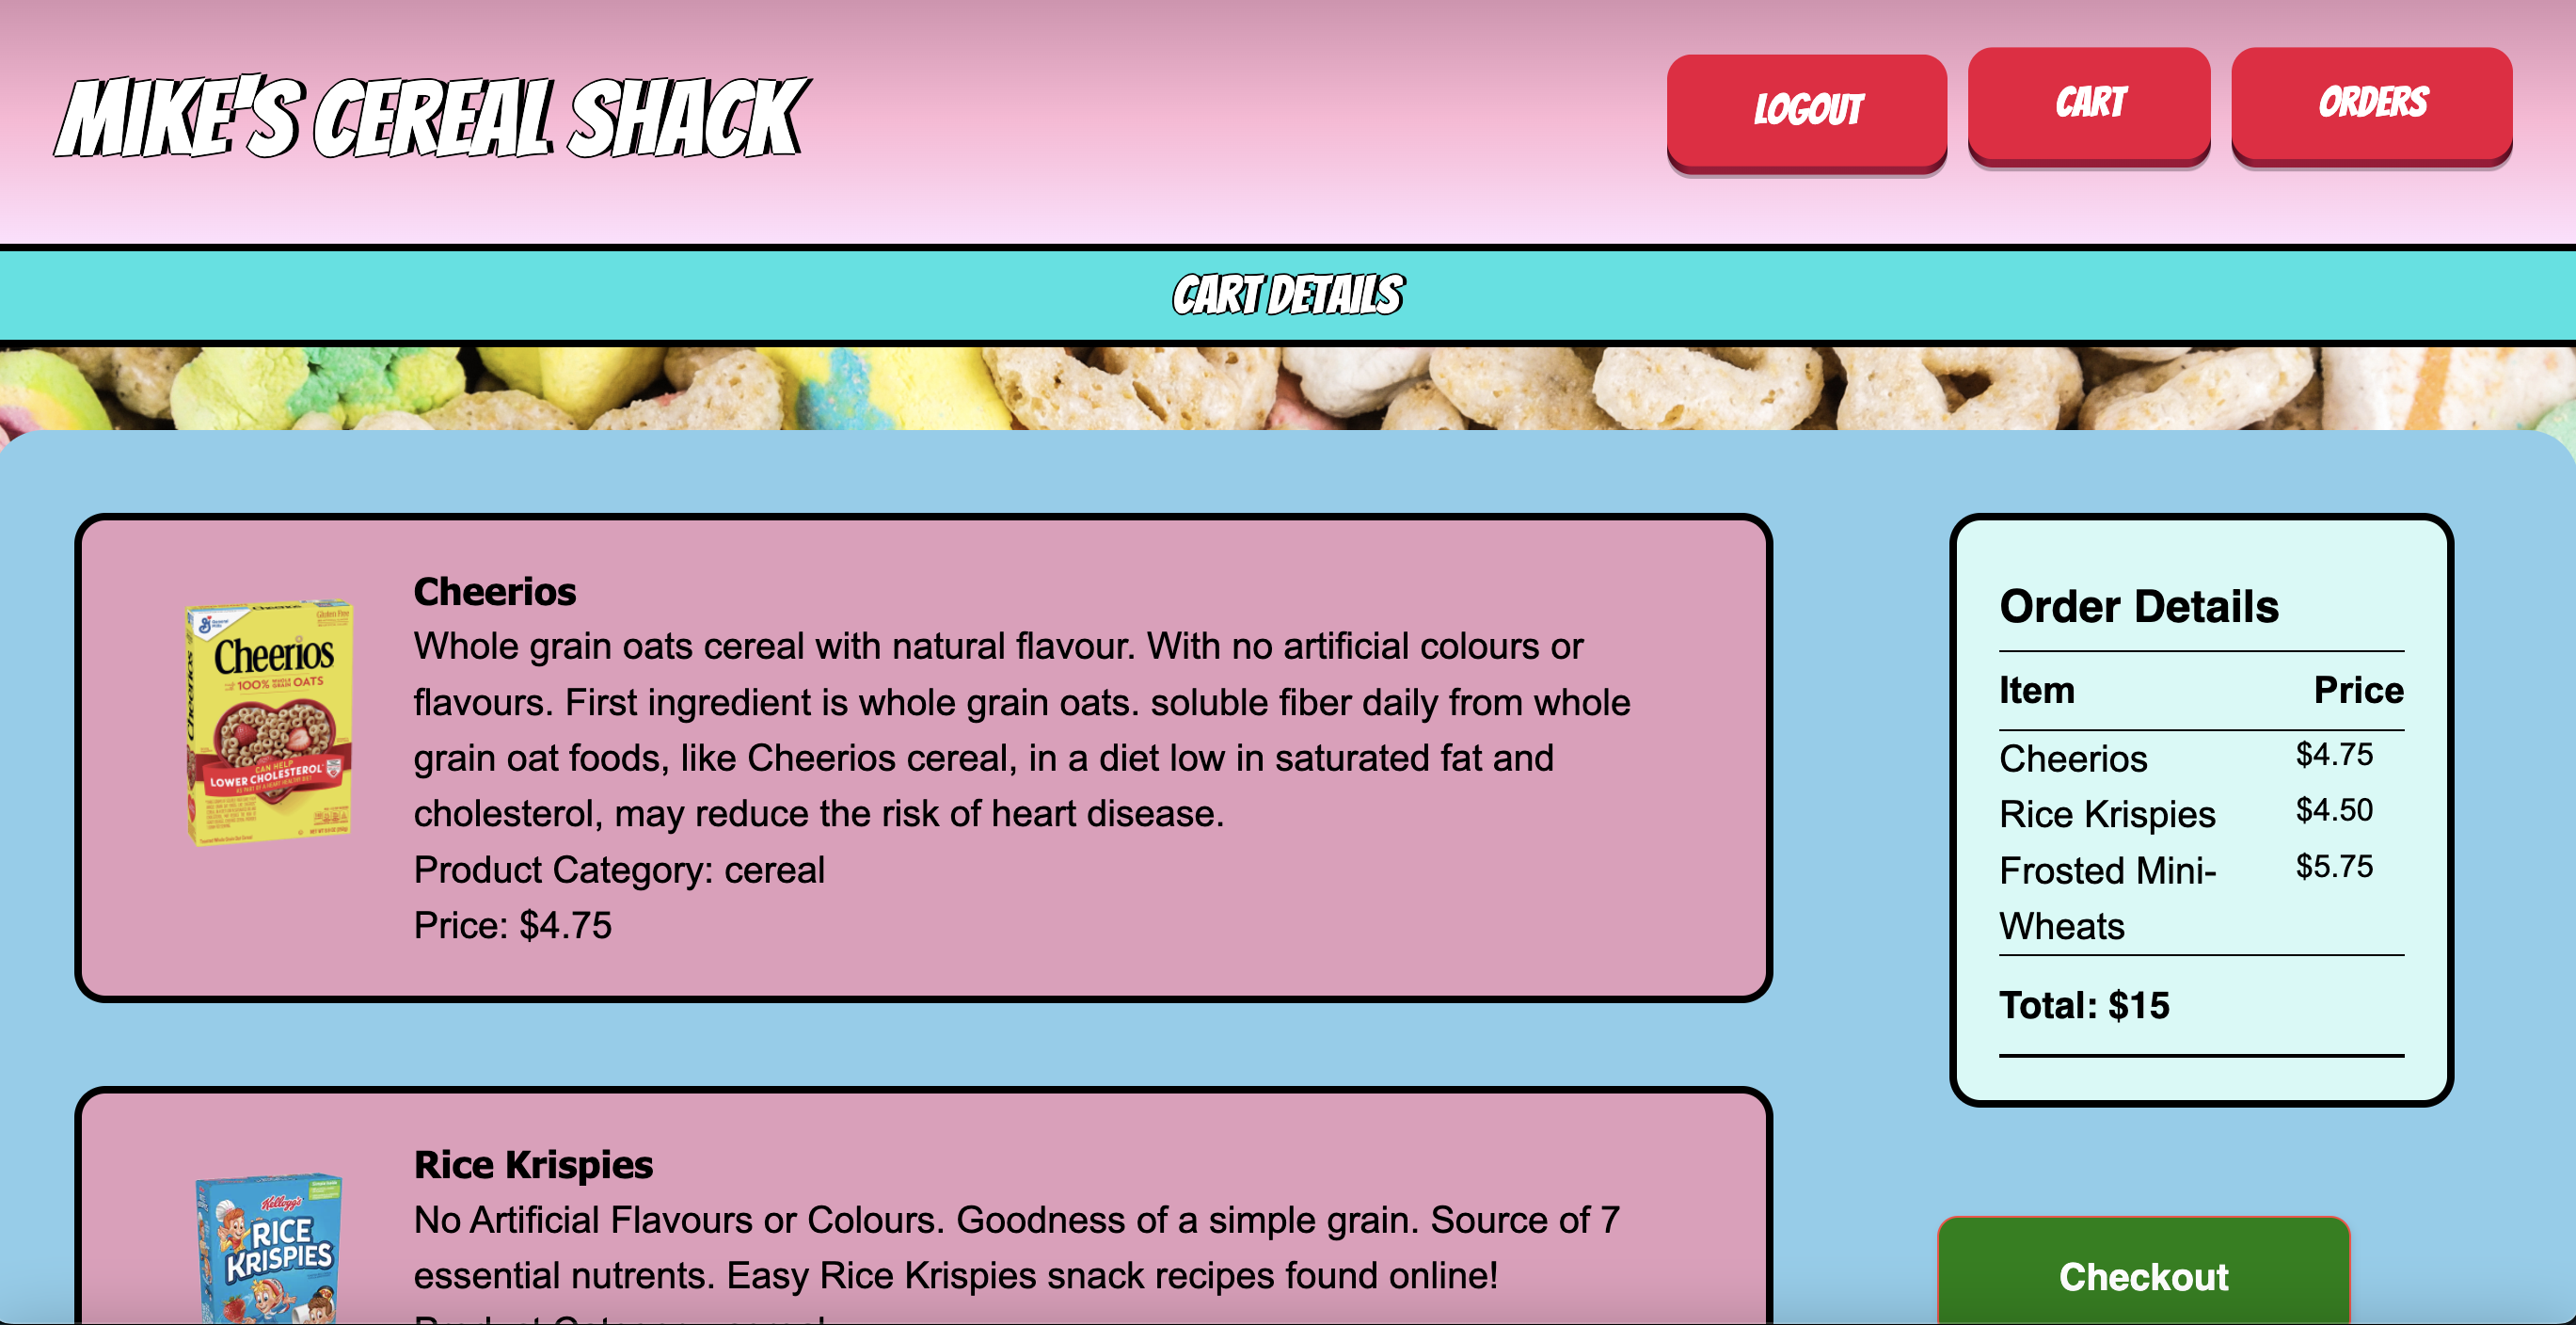 MIKE'S CEREAL SHACK
LOGOUT
CART
ORDERS
CART DETAILS
Cheerios
Whole grain oats cereal with natural flavour. With no artificial colours or
flavours. First ingredient is whole grain oats. soluble fiber daily from whole
grain oat foods, like Cheerios cereal, in a diet low in saturated fat and
cholesterol, may reduce the risk of heart disease.
Product Category: cereal
Price: $4.75
Cheerios
100% WHOLE GRAIN OATS
CAN HELP
LOWER CHOLESTEROL
Cheerios
Rice Krispies
No Artificial Flavours or Colours. Goodness of a simple grain. Source of 7
essential nutrents. Easy Rice Krispies snack recipes found online!
Kellogg's
RICE
KRISPIES
Order Details
Item Price
Cheerios $4.75
Rice Krispies $4.50
Frosted Mini- $5.75
Wheats
Total: $15
Checkout